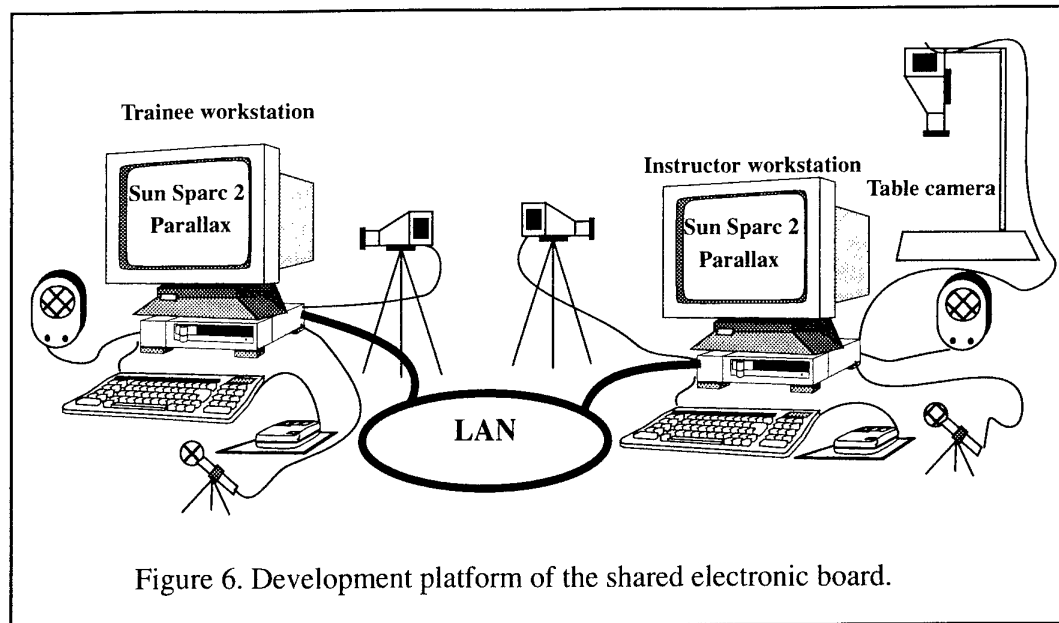 Trainee workstation
Sun Sparc 2
Parallax
Instructor workstation
Sun Sparc 2
Parallax
Table camera
LAN
Figure 6. Development platform of the shared electronic board.